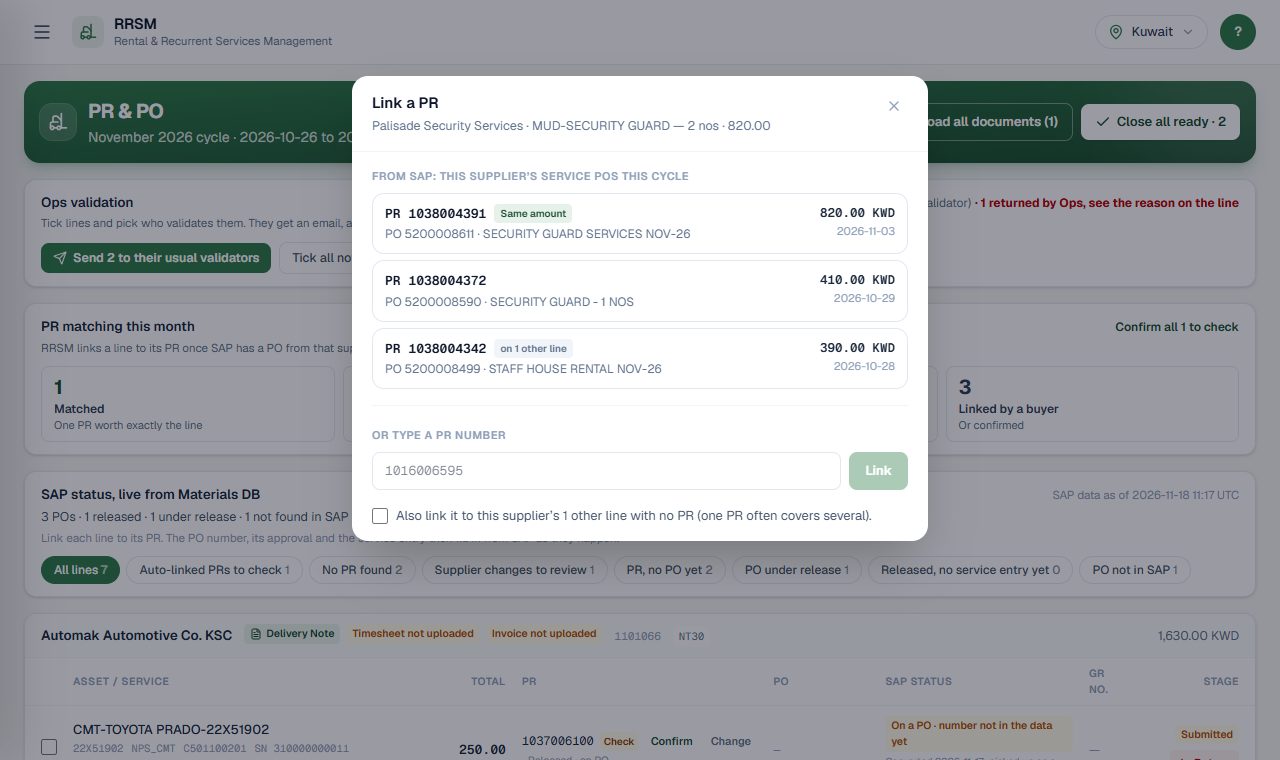 RRSM
Rental & Recurrent Services Management
Kuwait
?
PR & PO
November 2026 cycle · 2026-10-26 to
all documents (1)
Close all ready · 2
Link a PR
Palisade Security Services · MUD-SECURITY GUARD — 2 nos · 820.00
FROM SAP: THIS SUPPLIER'S SERVICE POS THIS CYCLE
PR 1038004391 Same amount 820.00 KWD
PO 5200008611 · SECURITY GUARD SERVICES NOV-26 2026-11-03
PR 1038004372 410.00 KWD
PO 5200008590 · SECURITY GUARD - 1 NOS 2026-10-29
PR 1038004342 on 1 other line 390.00 KWD
PO 5200008499 · STAFF HOUSE RENTAL NOV-26 2026-10-28
OR TYPE A PR NUMBER
1016006595
Link
Also link it to this supplier's 1 other line with no PR (one PR often covers several).
Ops validation
· 1 returned by Ops, see the reason on the line
Tick lines and pick who validates them. They get an email,
Send 2 to their usual validators
Tick all
PR matching this month
Confirm all 1 to check
RRSM links a line to its PR once SAP has a PO from that
1
Matched
One PR worth exactly the line
3
Linked by a buyer
Or confirmed
SAP status, live from Materials DB
SAP data as of 2026-11-18 11:17 UTC
3 POs · 1 released · 1 under release · 1 not found in SAP
Link each line to its PR. The PO number, its approval and the
All lines 7
Auto-linked PRs to check 1
No PR found 2
Supplier changes to review 1
PR, no PO yet 2
PO under release 1
Released, no service entry yet 0
PO not in SAP 1
Automak Automotive Co. KSC Delivery Note Timesheet not uploaded Invoice not uploaded 1101066 NT30 1,630.00 KWD
ASSET / SERVICE TOTAL PR PO SAP STATUS GR NO. STAGE
CMT-TOYOTA PRADO-22X51902
22X51902 NPS_CMT C501100201 SN 310000000011
250.00
1037006100 Check Confirm Change
—
On a PO · number not in the data yet
—
Submitted